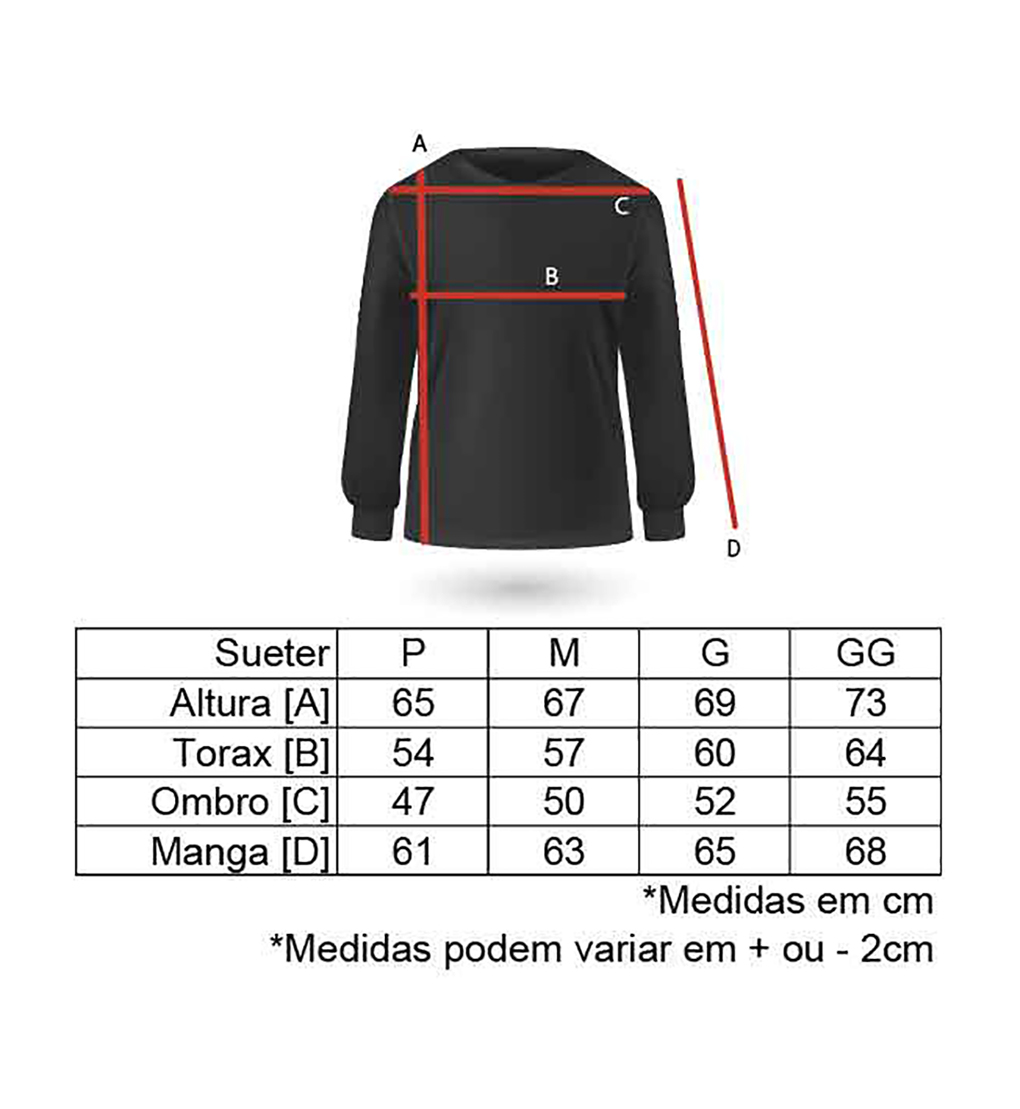 A
C
B
D
Sueter P M G GG
Altura [A] 65 67 69 73
Torax [B] 54 57 60 64
Ombro [C] 47 50 52 55
Manga [D] 61 63 65 68
*Medidas em cm
*Medidas podem variar em + ou - 2cm